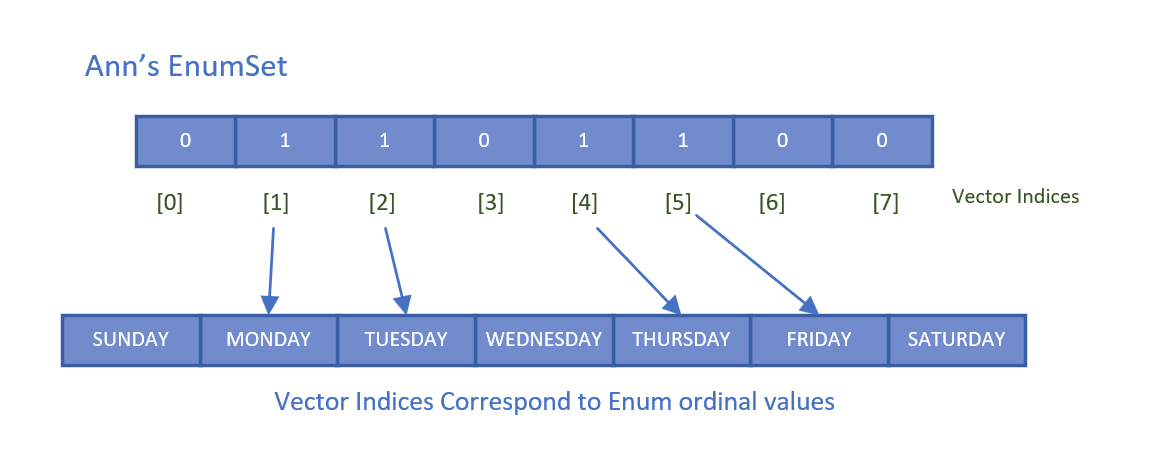 Ann's EnumSet
0 1 1 0 1 1 0 0
[0] [1] [2] [3] [4] [5] [6] [7] Vector Indices
SUNDAY MONDAY TUESDAY WEDNESDAY THURSDAY FRIDAY SATURDAY
Vector Indices Correspond to Enum ordinal values